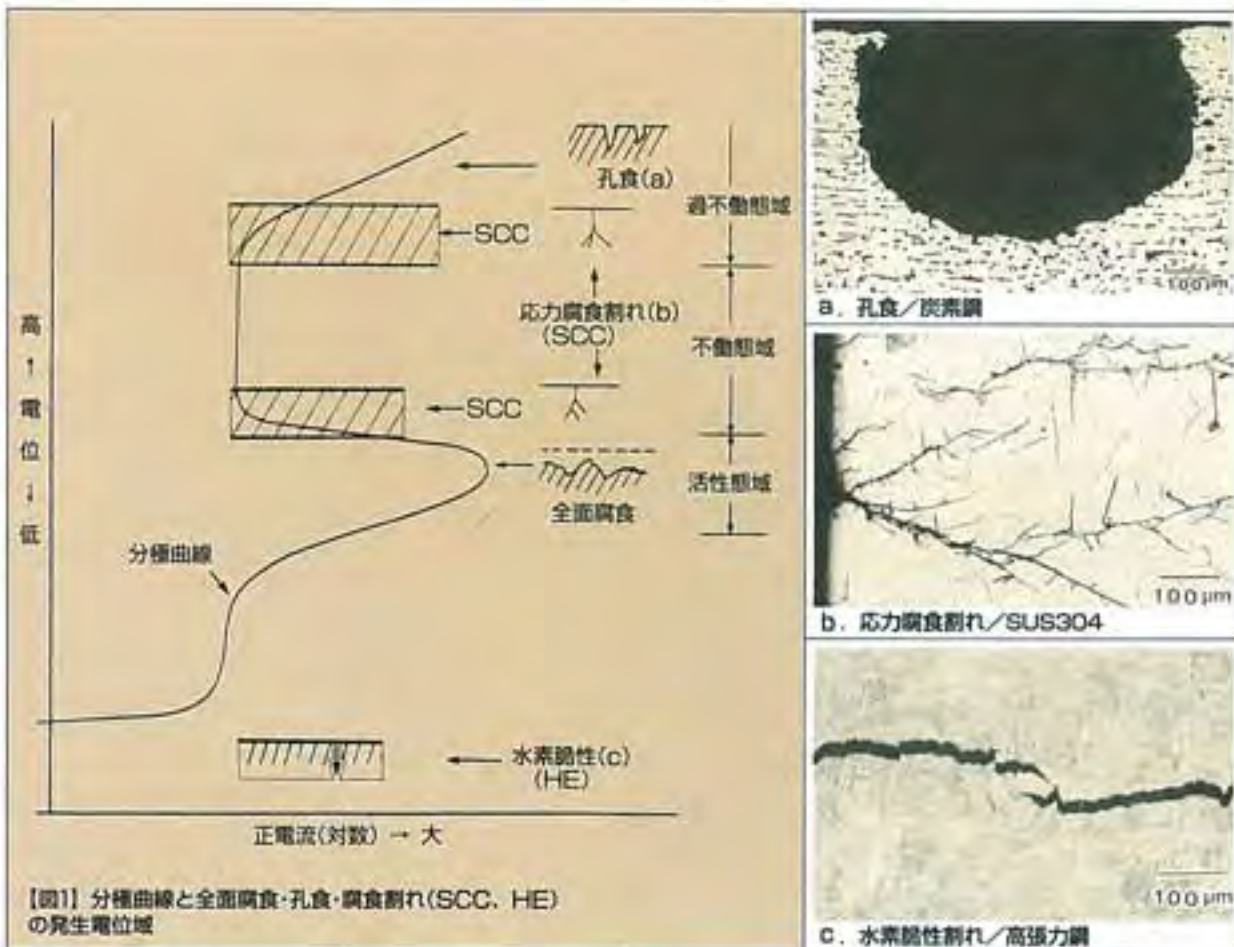 高
↑
電
位
↓
低
孔食(a)
SCC
応力腐食割れ(b)
(SCC)
SCC
全面腐食
分極曲線
水素脆性(c)
(HE)
過不働態域
不働態域
活性態域
正電流(対数) → 大
【図1】分極曲線と全面腐食・孔食・腐食割れ(SCC、HE)
の発生電位域
100μm
a. 孔食/炭素鋼
100μm
b. 応力腐食割れ/SUS304
100μm
c. 水素脆性割れ/高張力鋼